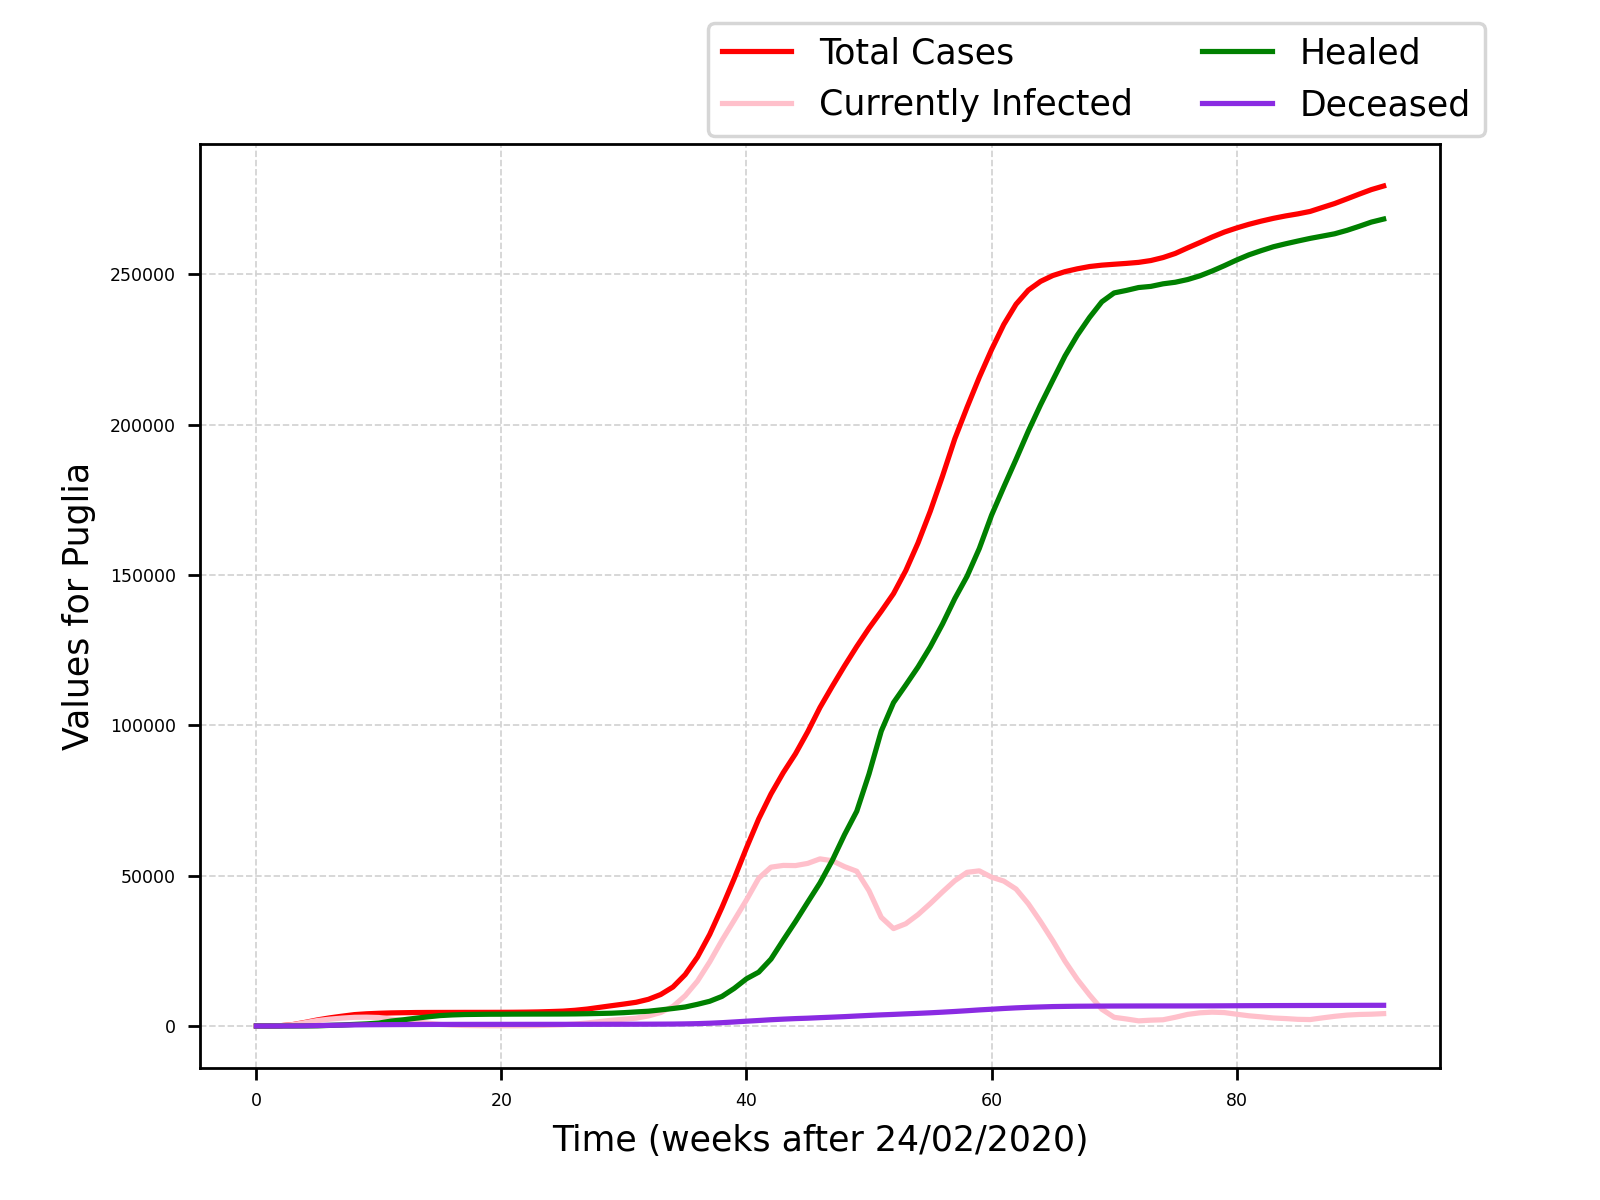 Total Cases
Currently Infected
Healed
Deceased
Values for Puglia
250000
200000
150000
100000
50000
0
0 20 40 60 80
Time (weeks after 24/02/2020)